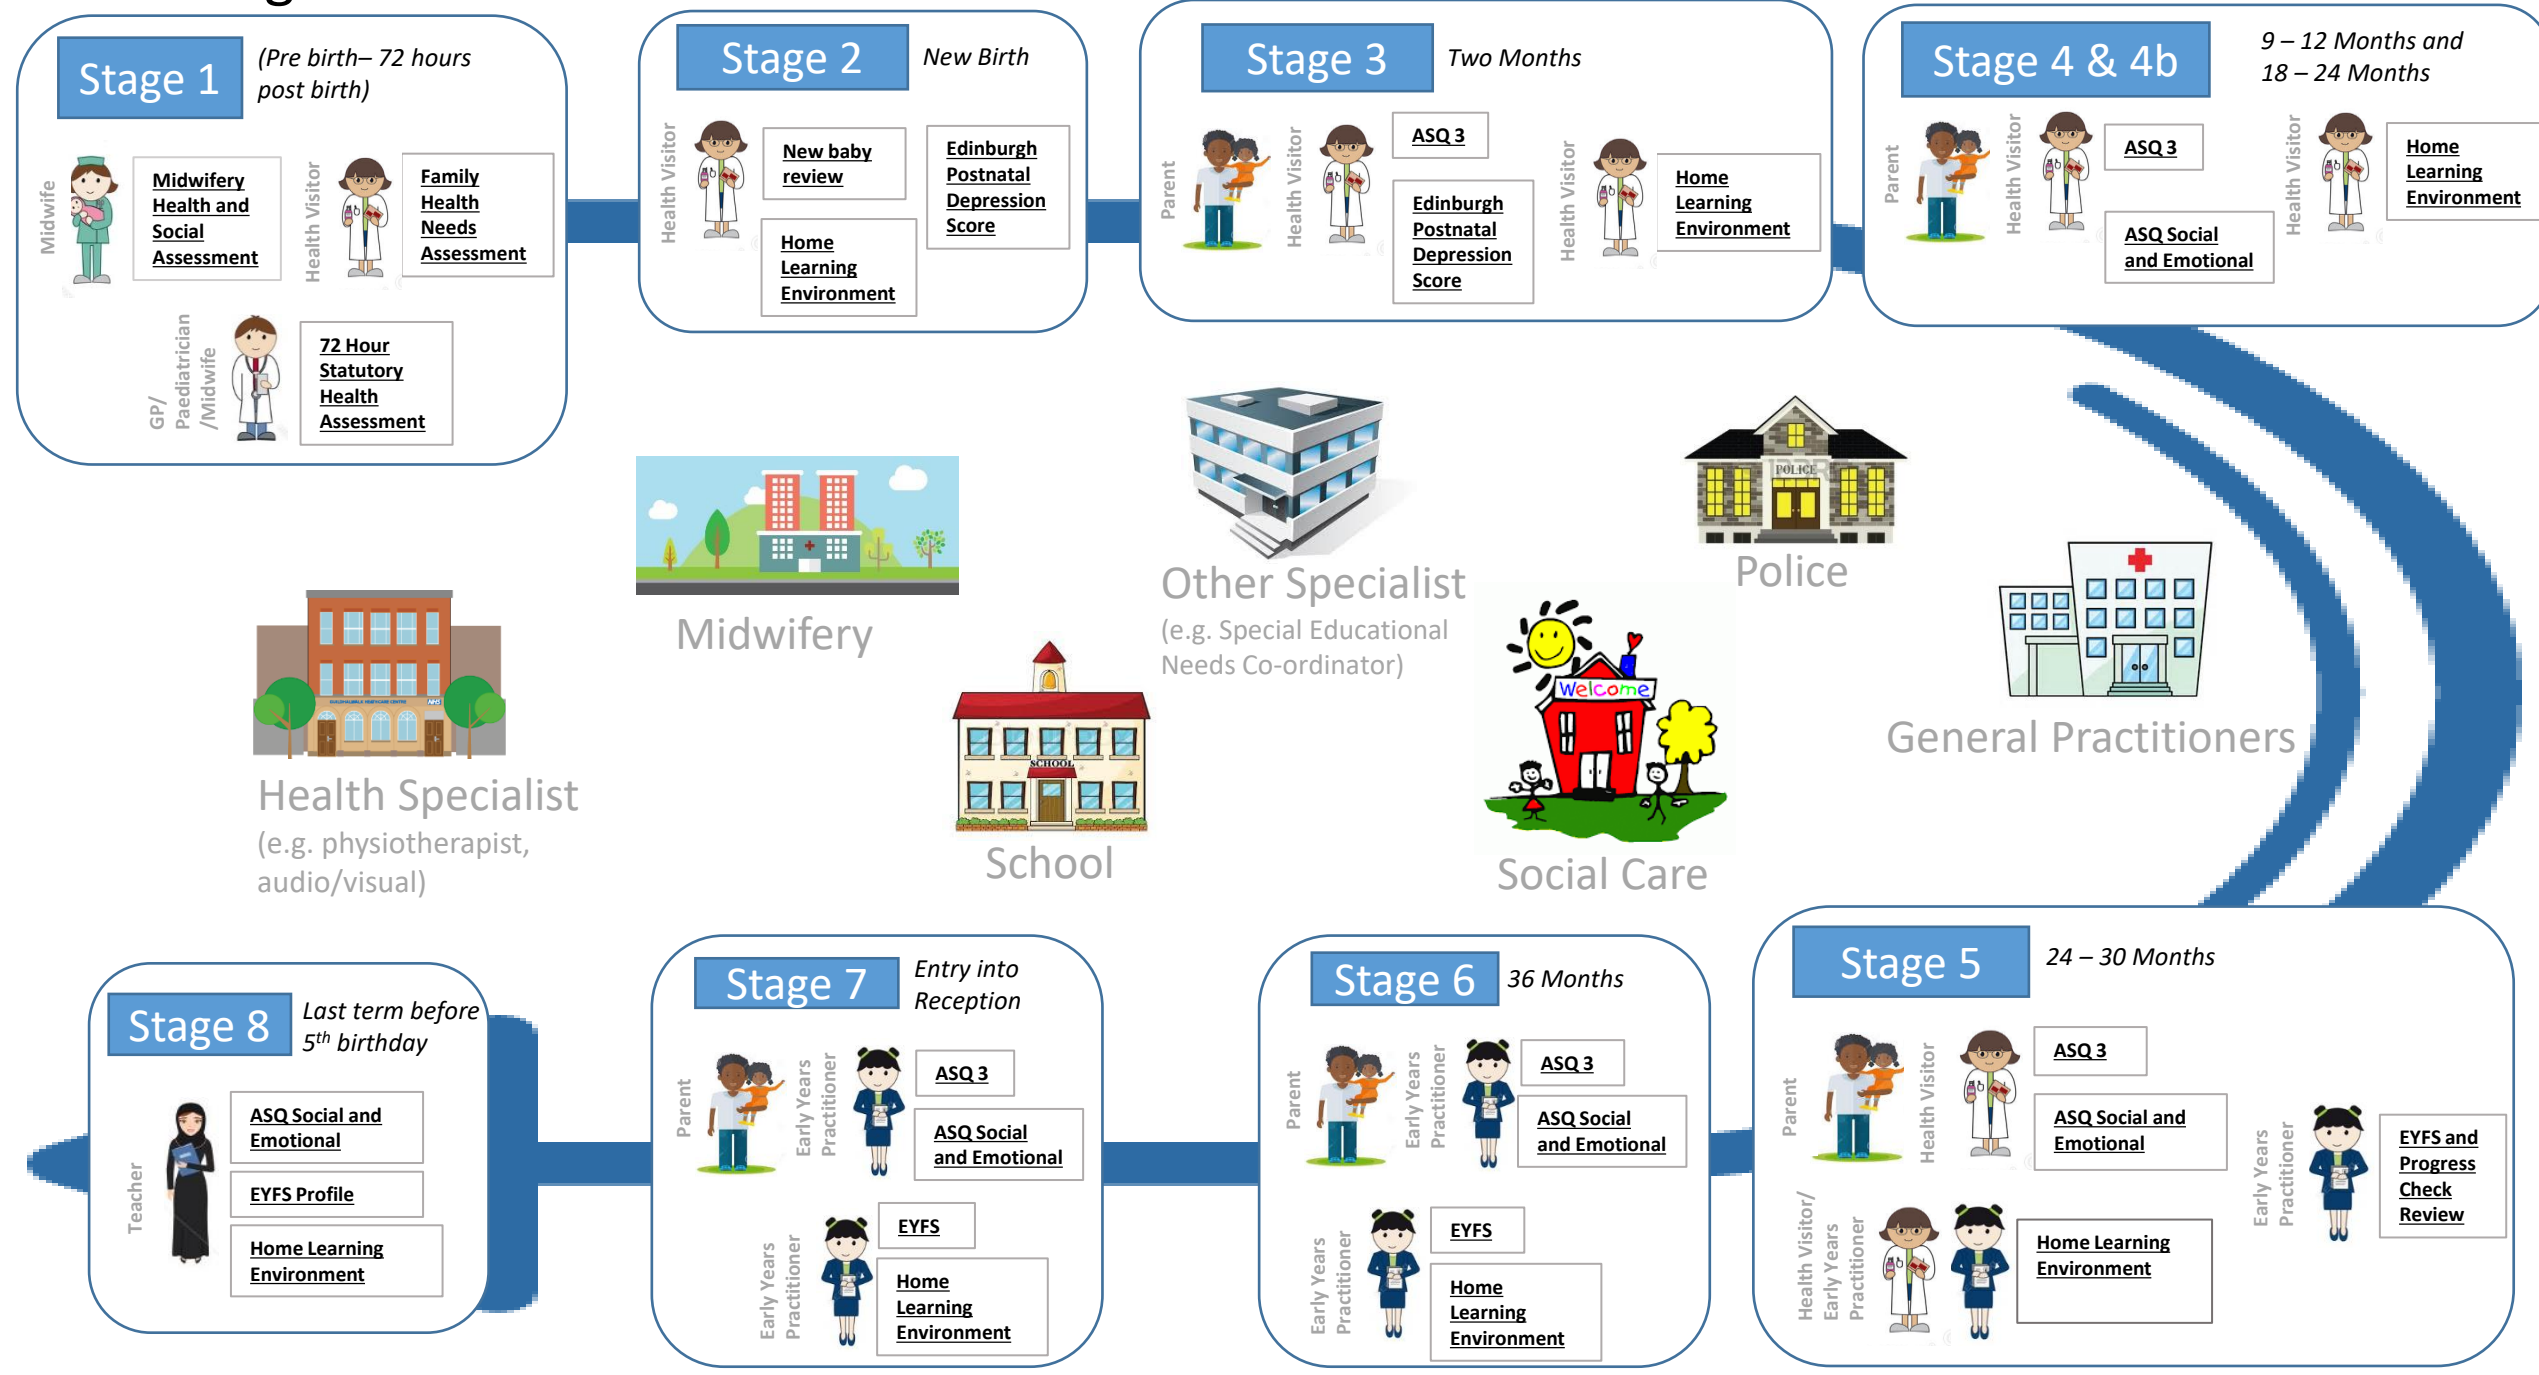 Stage 1
(Pre birth– 72 hours
post birth)
Midwife
Midwifery
Health and
Social
Assessment
Health Visitor
Family
Health
Needs
Assessment
GP/
Paediatrician
/Midwife
72 Hour
Statutory
Health
Assessment
Stage 2
New Birth
Health Visitor
New baby
review
Home
Learning
Environment
Edinburgh
Postnatal
Depression
Score
Stage 3
Two Months
Parent
Health Visitor
ASQ 3
Edinburgh
Postnatal
Depression
Score
Health Visitor
Home
Learning
Environment
Stage 4 & 4b
9 – 12 Months and
18 – 24 Months
Parent
Health Visitor
ASQ 3
ASQ Social
and Emotional
Health Visitor
Home
Learning
Environment
Health Specialist
(e.g. physiotherapist,
audio/visual)
NHS
Midwifery
SCHOOL
School
Other Specialist
(e.g. Special Educational
Needs Co-ordinator)
Welcome
Social Care
POLICE
Police
General Practitioners
Stage 8
Last term before
5th birthday
Teacher
ASQ Social and
Emotional
EYFS Profile
Home Learning
Environment
Stage 7
Entry into
Reception
Parent
Early Years
Practitioner
ASQ 3
ASQ Social
and Emotional
Early Years
Practitioner
EYFS
Home
Learning
Environment
Stage 6
36 Months
Parent
Early Years
Practitioner
ASQ 3
ASQ Social
and Emotional
Early Years
Practitioner
EYFS
Home
Learning
Environment
Stage 5
24 – 30 Months
Parent
Health Visitor
ASQ 3
ASQ Social and
Emotional
Health Visitor/
Early Years
Practitioner
Home Learning
Environment
Early Years
Practitioner
EYFS and
Progress
Check
Review